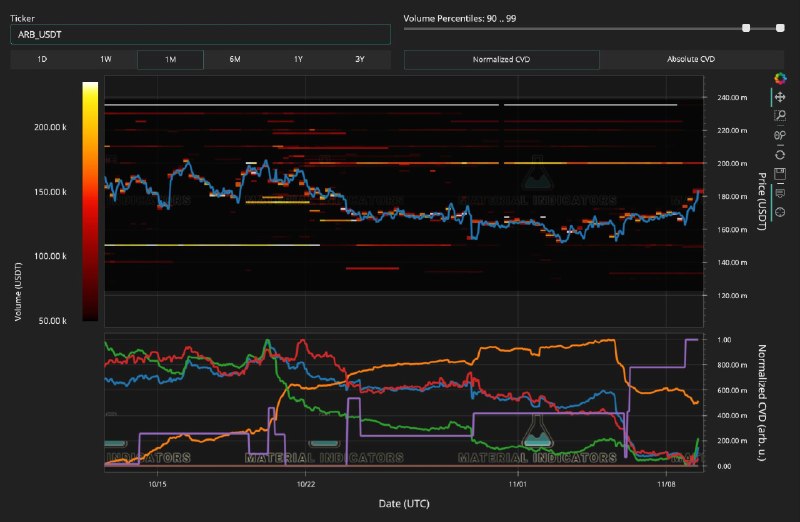 Ticker
ARB_USDT
1D 1W 1M 6M 1Y 3Y
Volume Percentiles: 90 .. 99
Normalized CVD Absolute CVD
Volume (USDT)
200.00 k
150.00 k
100.00 k
50.00 k
240.00 m
220.00 m
200.00 m
180.00 m
160.00 m
140.00 m
120.00 m
Price (USDT)
INDICATORS
1.00
800.00 m
600.00 m
400.00 m
200.00 m
0.00
Normalized CVD (arb. u.)
INDICATORS MATERIAL INDICATORS MATERIAL INDICATORS
10/15 10/22 11/01 11/08
Date (UTC)